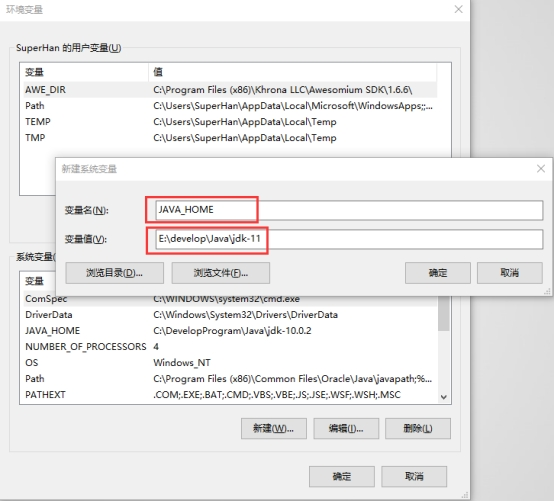 环境变量
SuperHan 的用户变量(U)
变量 值
AWE_DIR C:\Program Files (x86)\Khrona LLC\Awesomium SDK\1.6.6\
Path C:\Users\SuperHan\AppData\Local\Microsoft\WindowsApps;;...
TEMP C:\Users\SuperHan\AppData\Local\Temp
TMP C:\Users\SuperHan\AppData\Local\Temp
新建系统变量
变量名(N): JAVA_HOME
变量值(V): E:\develop\Java\jdk-11
浏览目录(D)... 浏览文件(F)... 确定 取消
系统变量(
变量
ComSpec C:\WINDOWS\system32\cmd.exe
DriverData C:\Windows\System32\Drivers\DriverData
JAVA_HOME C:\DevelopProgram\Java\jdk-10.0.2
NUMBER_OF_PROCESSORS 4
OS Windows_NT
Path C:\Program Files (x86)\Common Files\Oracle\Java\javapath;%...
PATHEXT .COM;.EXE;.BAT;.CMD;.VBS;.VBE;.JS;.JSE;.WSF;.WSH;.MSC
新建(W)... 编辑(I)... 删除(L)
确定 取消